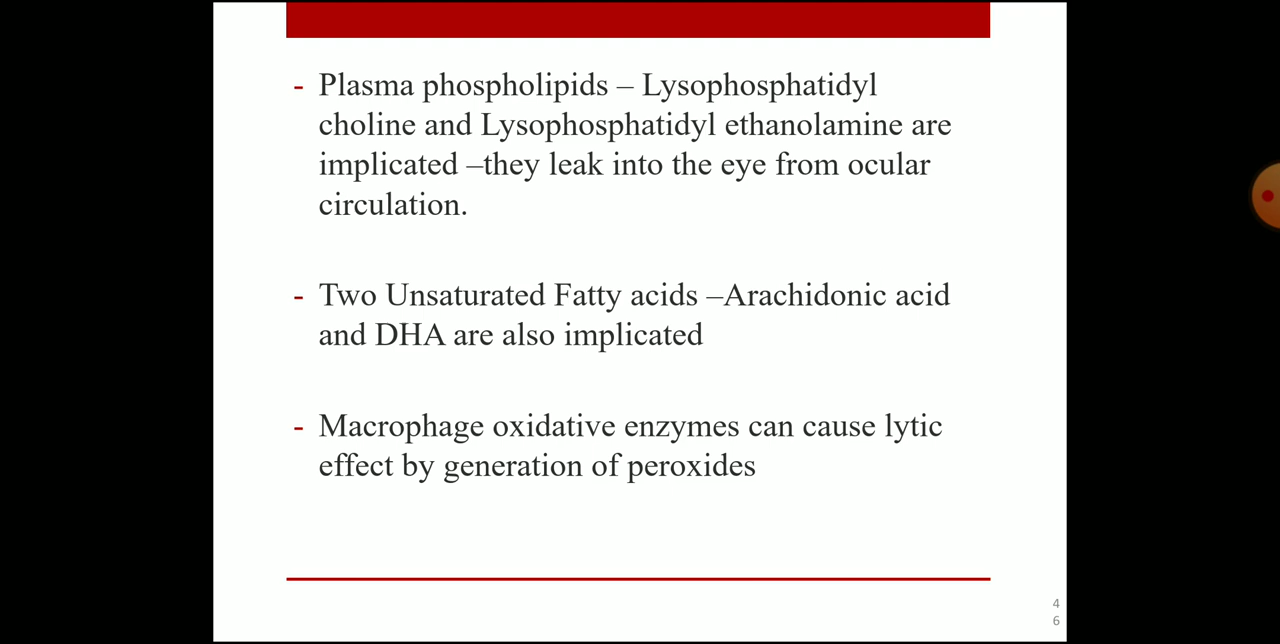 - Plasma phospholipids – Lysophosphatidyl
choline and Lysophosphatidyl ethanolamine are
implicated –they leak into the eye from ocular
circulation.
- Two Unsaturated Fatty acids –Arachidonic acid
and DHA are also implicated
- Macrophage oxidative enzymes can cause lytic
effect by generation of peroxides
4
6